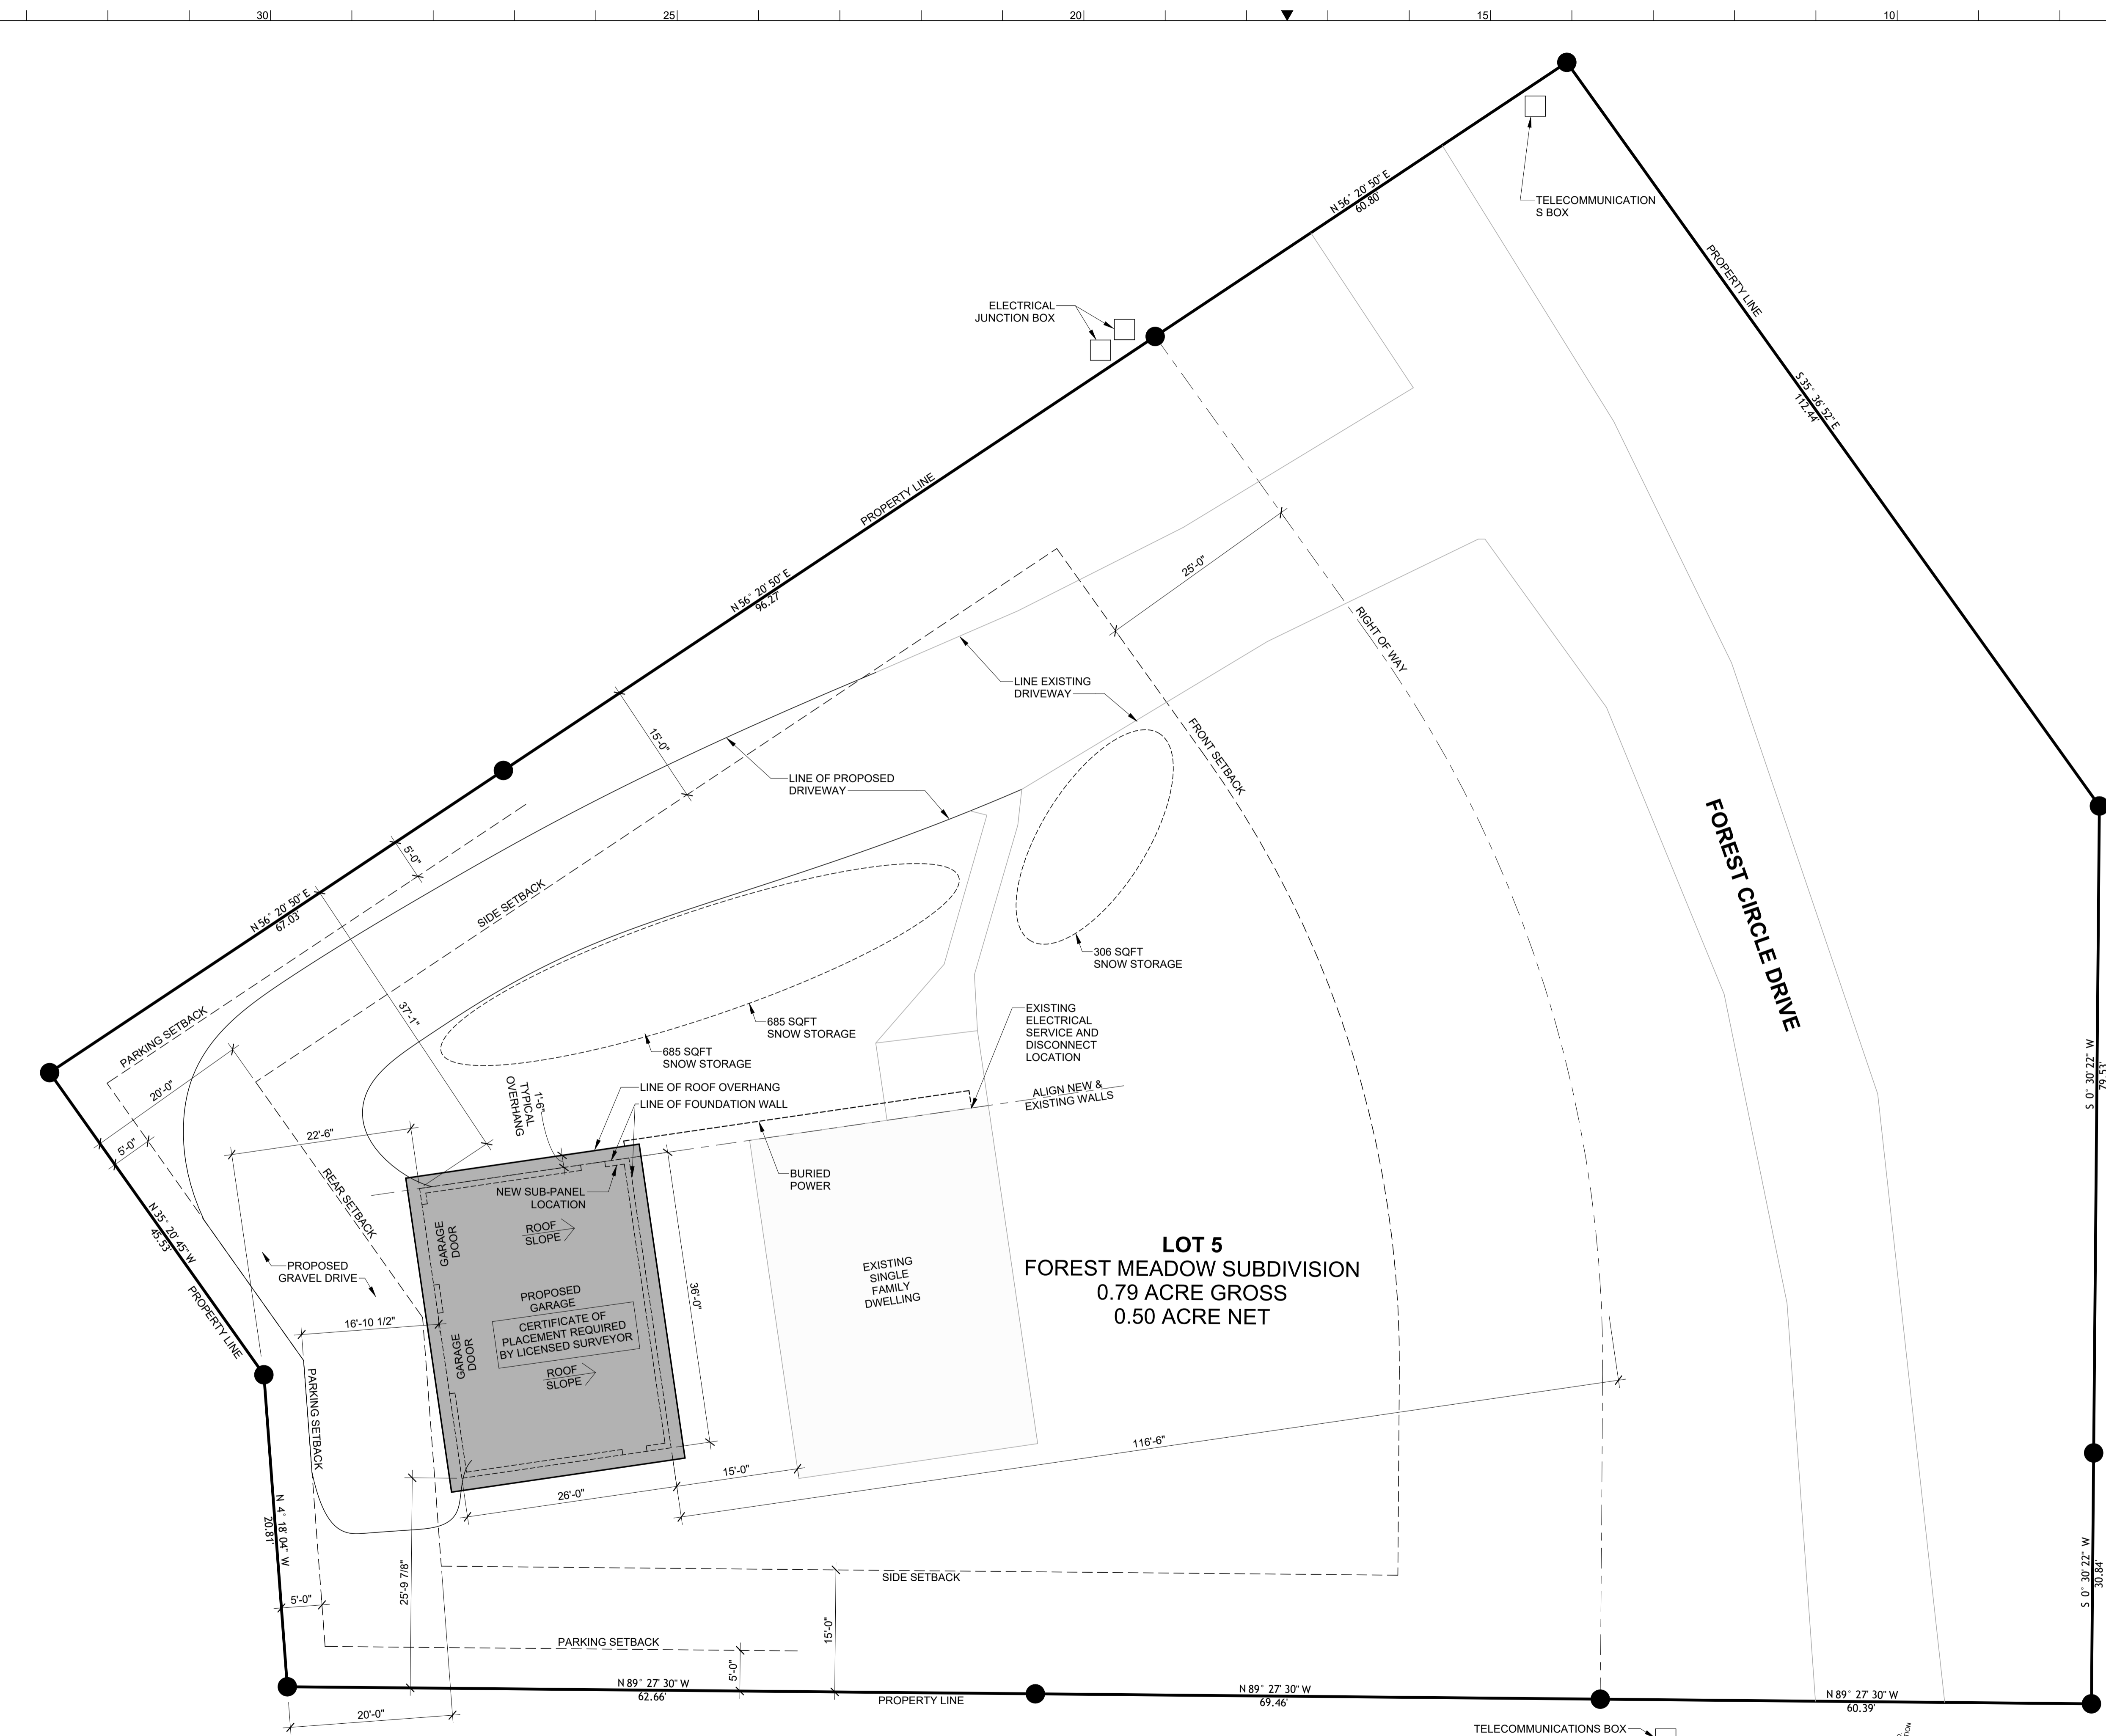 30
25
20
15
10
TELECOMMUNICATION
S BOX
N 56° 20' 50" E
60.80'
PROPERTY LINE
ELECTRICAL
JUNCTION BOX
S 35° 36' 52" E
112.44'
PROPERTY LINE
25'-0"
N 56° 20' 50" E
96.27'
RIGHT OF WAY
LINE EXISTING
DRIVEWAY
15'-0"
FRONT SETBACK
LINE OF PROPOSED
DRIVEWAY
FOREST CIRCLE DRIVE
5'-0"
N 56° 20' 50" E
67.03'
SIDE SETBACK
306 SQFT
SNOW STORAGE
37'-1"
685 SQFT
SNOW STORAGE
EXISTING
ELECTRICAL
SERVICE AND
DISCONNECT
LOCATION
PARKING SETBACK
685 SQFT
SNOW STORAGE
20'-0"
1'-6"
TYPICAL
OVERHANG
LINE OF ROOF OVERHANG
LINE OF FOUNDATION WALL
ALIGN NEW &
EXISTING WALLS
S 0° 30' 22" W
79.53'
22'-6"
5'-0"
BURIED
POWER
REAR SETBACK
NEW SUB-PANEL
LOCATION
N 35° 20' 45" W
45.53'
GARAGE
DOOR
ROOF
SLOPE
PROPOSED
GRAVEL DRIVE
PROPERTY LINE
LOT 5
FOREST MEADOW SUBDIVISION
0.79 ACRE GROSS
0.50 ACRE NET
EXISTING
SINGLE
FAMILY
DWELLING
36'-0"
PROPOSED
GARAGE
CERTIFICATE OF
PLACEMENT REQUIRED
BY LICENSED SURVEYOR
16'-10 1/2"
GARAGE
DOOR
ROOF
SLOPE
PARKING SETBACK
116'-6"
15'-0"
26'-0"
N 4° 18' 04" W
20.81'
25'-9 7/8"
SIDE SETBACK
S 0° 30' 22" W
30.84'
5'-0"
15'-0"
PARKING SETBACK
5'-0"
N 89° 27' 30" W
62.66'
PROPERTY LINE
N 89° 27' 30" W
69.46'
N 89° 27' 30" W
60.39'
20'-0"
TELECOMMUNICATIONS BOX